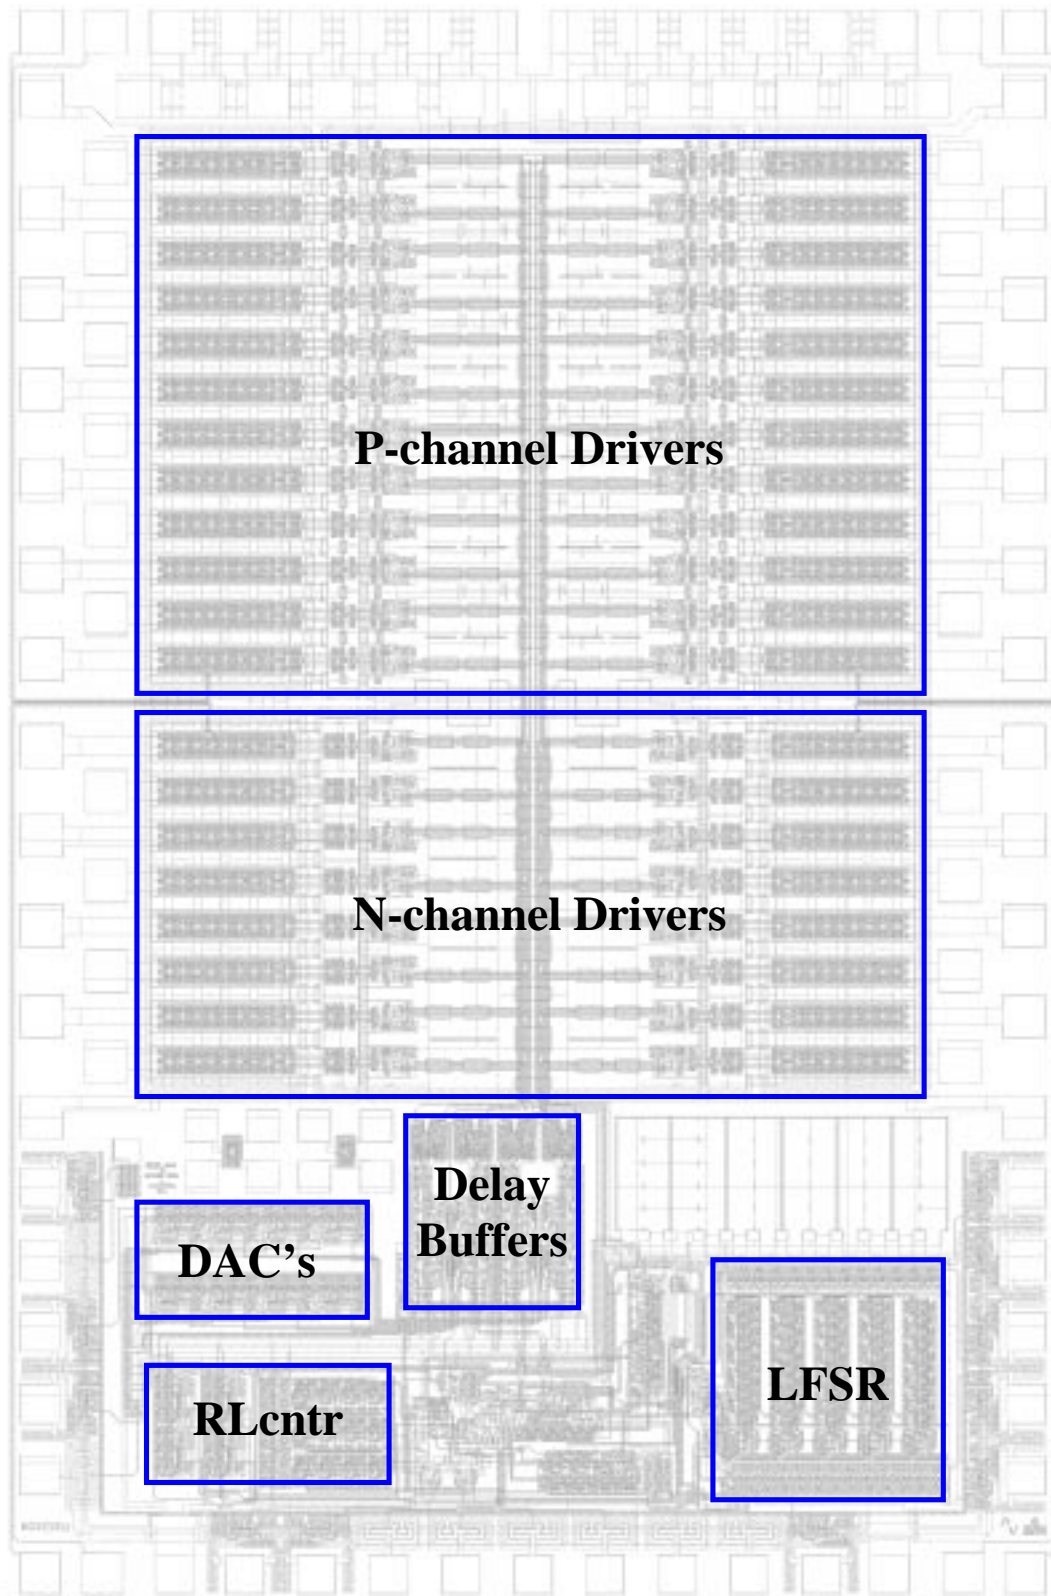 P-channel Drivers
N-channel Drivers
Delay
Buffers
DAC's
LFSR
RLcntr